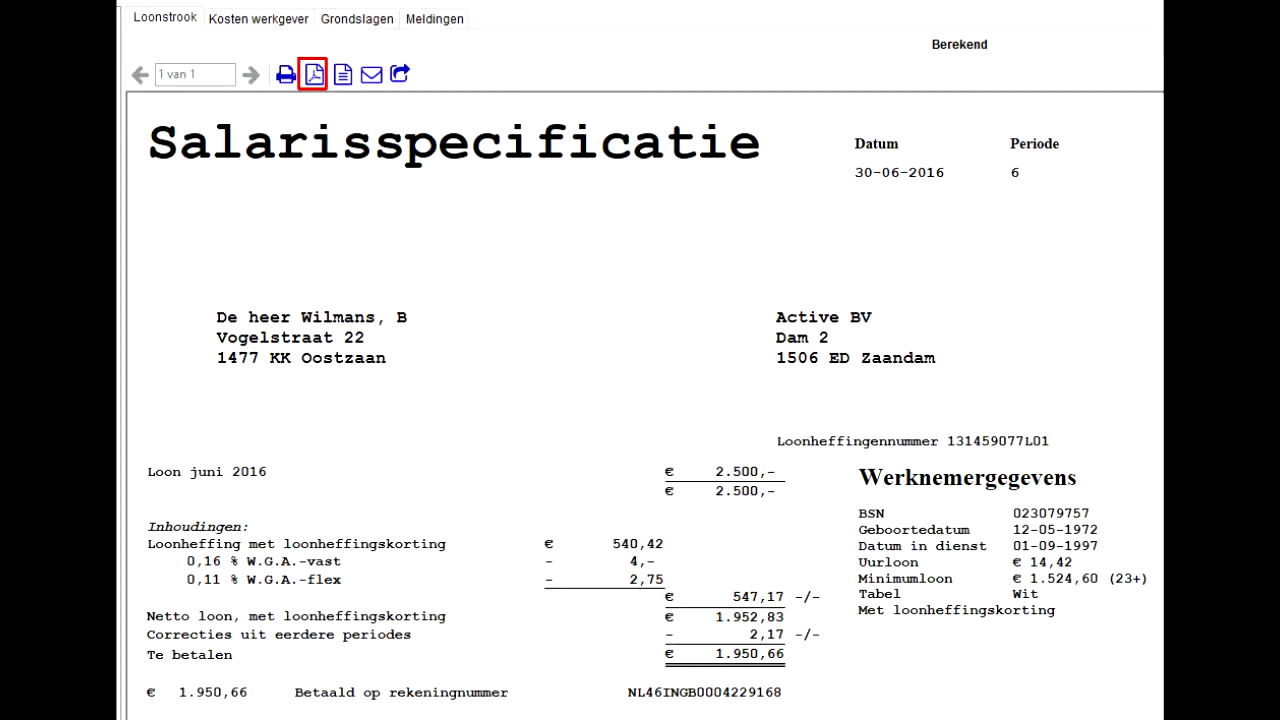 Loonstrook Kosten werkgever Grondslagen Meldingen
Berekend
1 van 1
Salarisspecificatie
Datum Periode
30-06-2016 6
De heer Wilmans, B
Vogelstraat 22
1477 KK Oostzaan
Active BV
Dam 2
1506 ED Zaandam
Loonheffingennummer 131459077L01
Loon juni 2016 € 2.500,-
€ 2.500,-
Inhoudingen:
Loonheffing met loonheffingskorting € 540,42
0,16 % W.G.A.-vast - 4,-
0,11 % W.G.A.-flex - 2,75
€ 547,17 -/-
Netto loon, met loonheffingskorting € 1.952,83
Correcties uit eerdere periodes - 2,17 -/-
Te betalen € 1.950,66
€ 1.950,66 Betaald op rekeningnummer NL46INGB0004229168
Werknemergegevens
BSN 023079757
Geboortedatum 12-05-1972
Datum in dienst 01-09-1997
Uurloon € 14,42
Minimumloon € 1.524,60 (23+)
Tabel Wit
Met loonheffingskorting